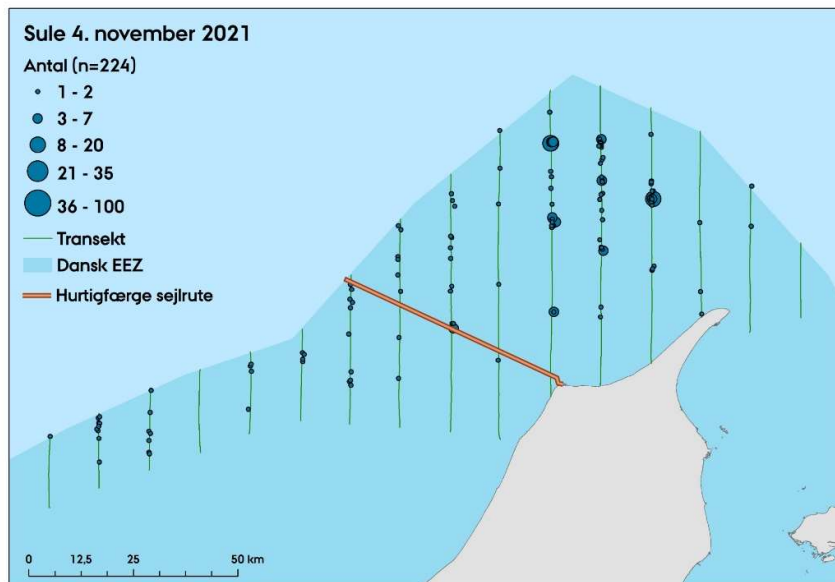 Sule 4. november 2021
Antal (n=224)
1 - 2
3 - 7
8 - 20
21 - 35
36 - 100
Transekt
Dansk EEZ
Hurtigfærge sejlrute
0 12,5 25 50 km